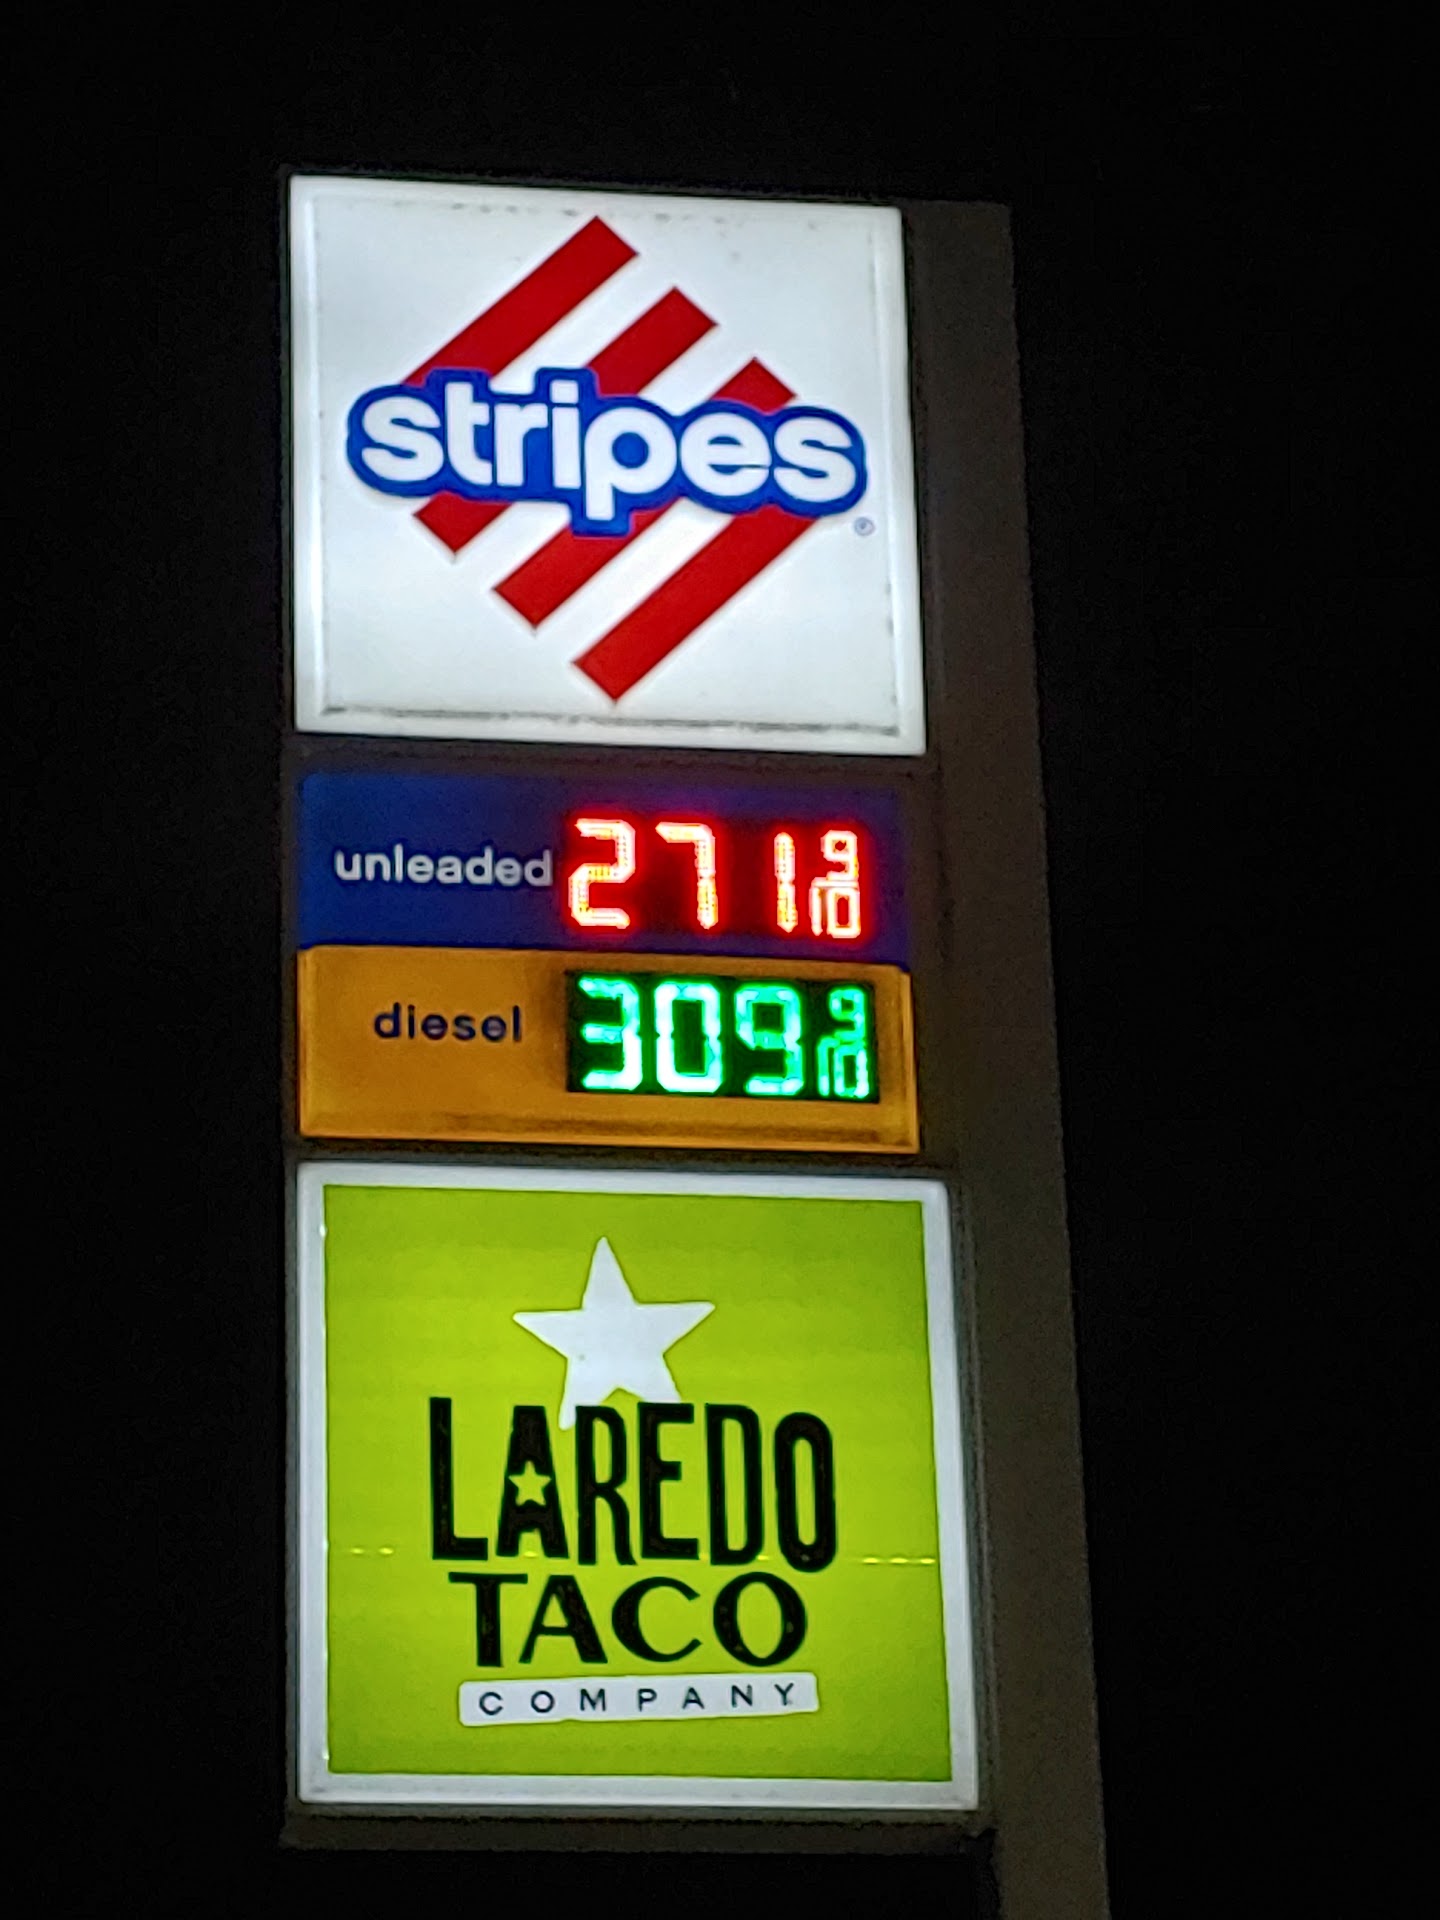 stripes
®
unleaded 271 9/10
diesel 309 9/10
LAREDO
TACO
COMPANY